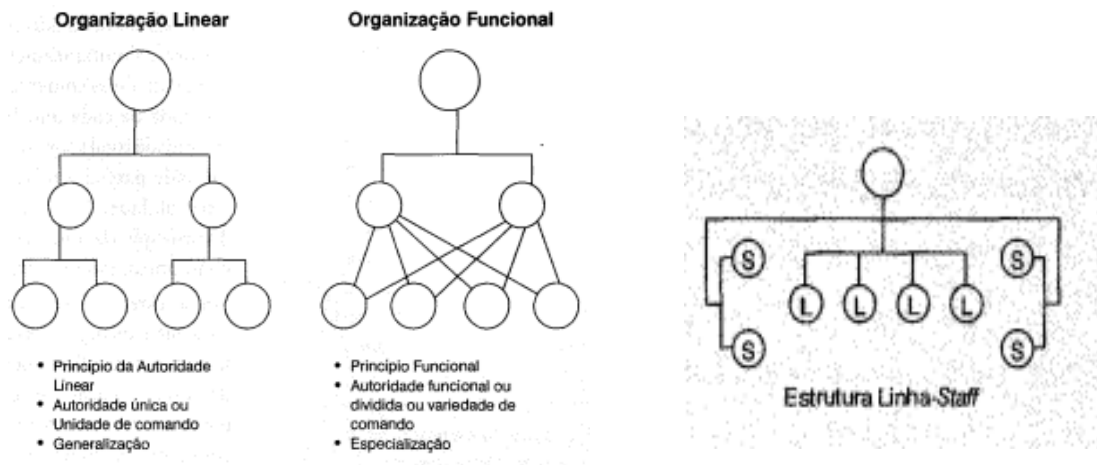 Organização Linear
• Princípio da Autoridade
Linear
• Autoridade única ou
Unidade de comando
• Generalização
Organização Funcional
• Princípio Funcional
• Autoridade funcional ou
dividida ou variedade de
comando
• Especialização
S
S
L
L
L
L
S
S
Estrutura Linha-Staff